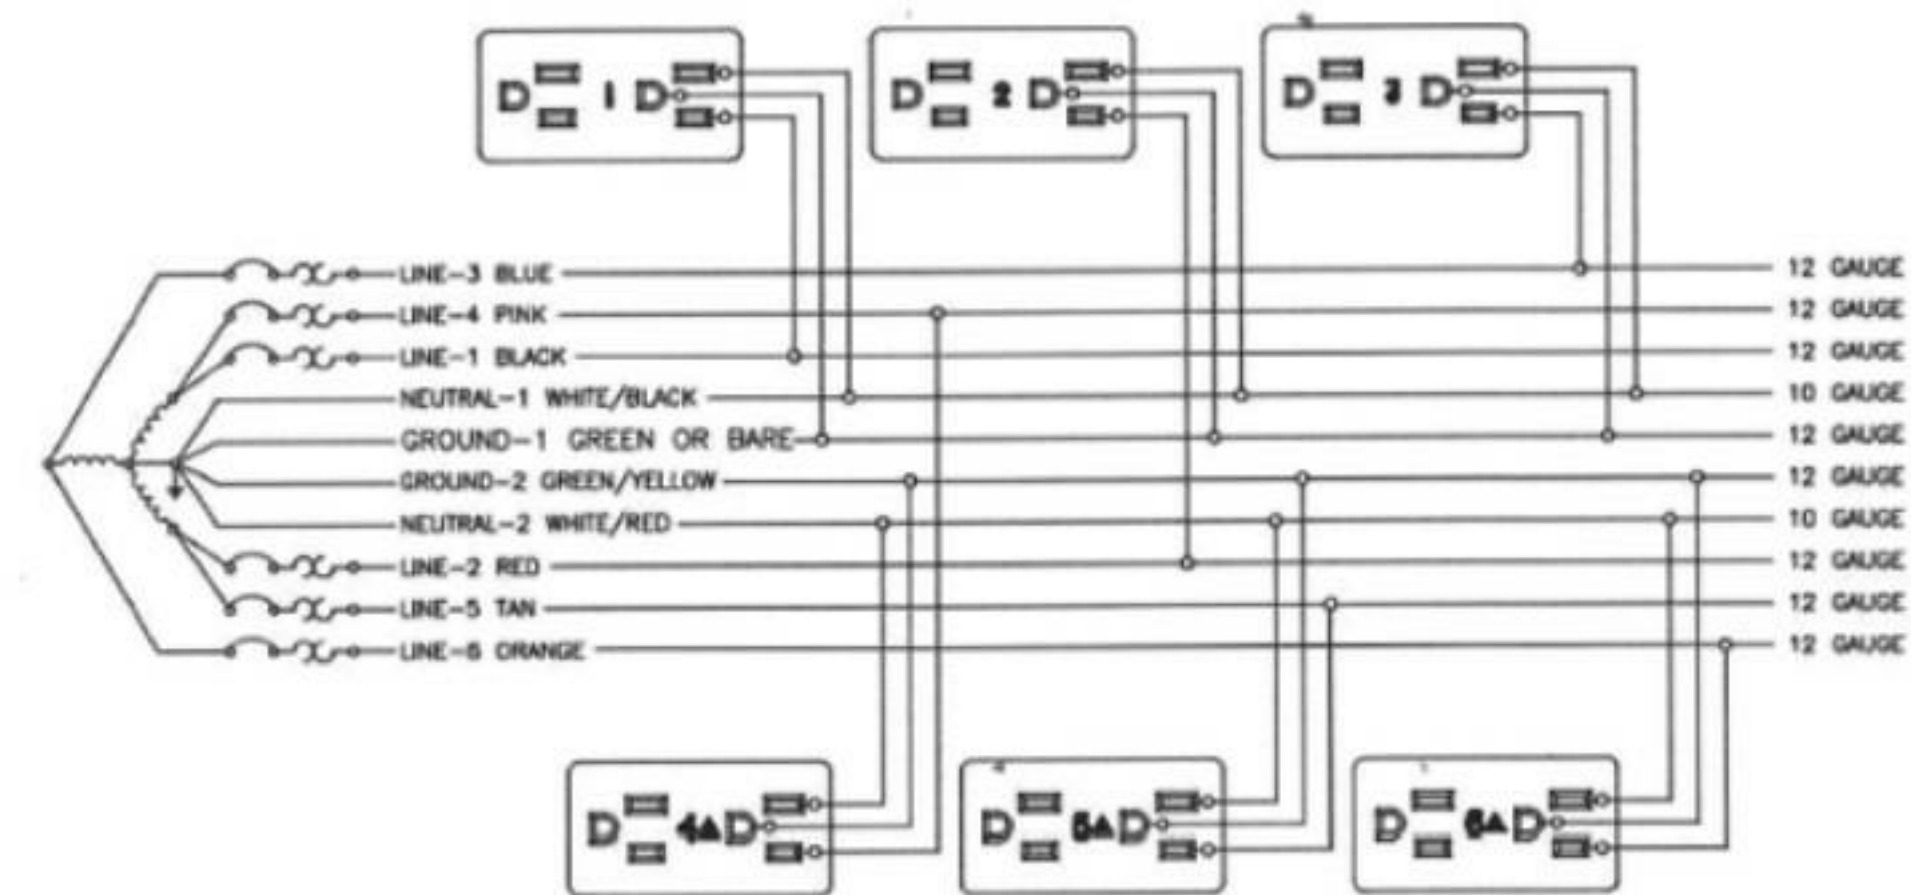 1
2
3
LINE-3 BLUE
12 GAUGE
LINE-4 PINK
12 GAUGE
LINE-1 BLACK
12 GAUGE
NEUTRAL-1 WHITE/BLACK
10 GAUGE
GROUND-1 GREEN OR BARE
12 GAUGE
GROUND-2 GREEN/YELLOW
12 GAUGE
NEUTRAL-2 WHITE/RED
10 GAUGE
LINE-2 RED
12 GAUGE
LINE-5 TAN
12 GAUGE
LINE-6 ORANGE
12 GAUGE
4▲
5▲
6▲